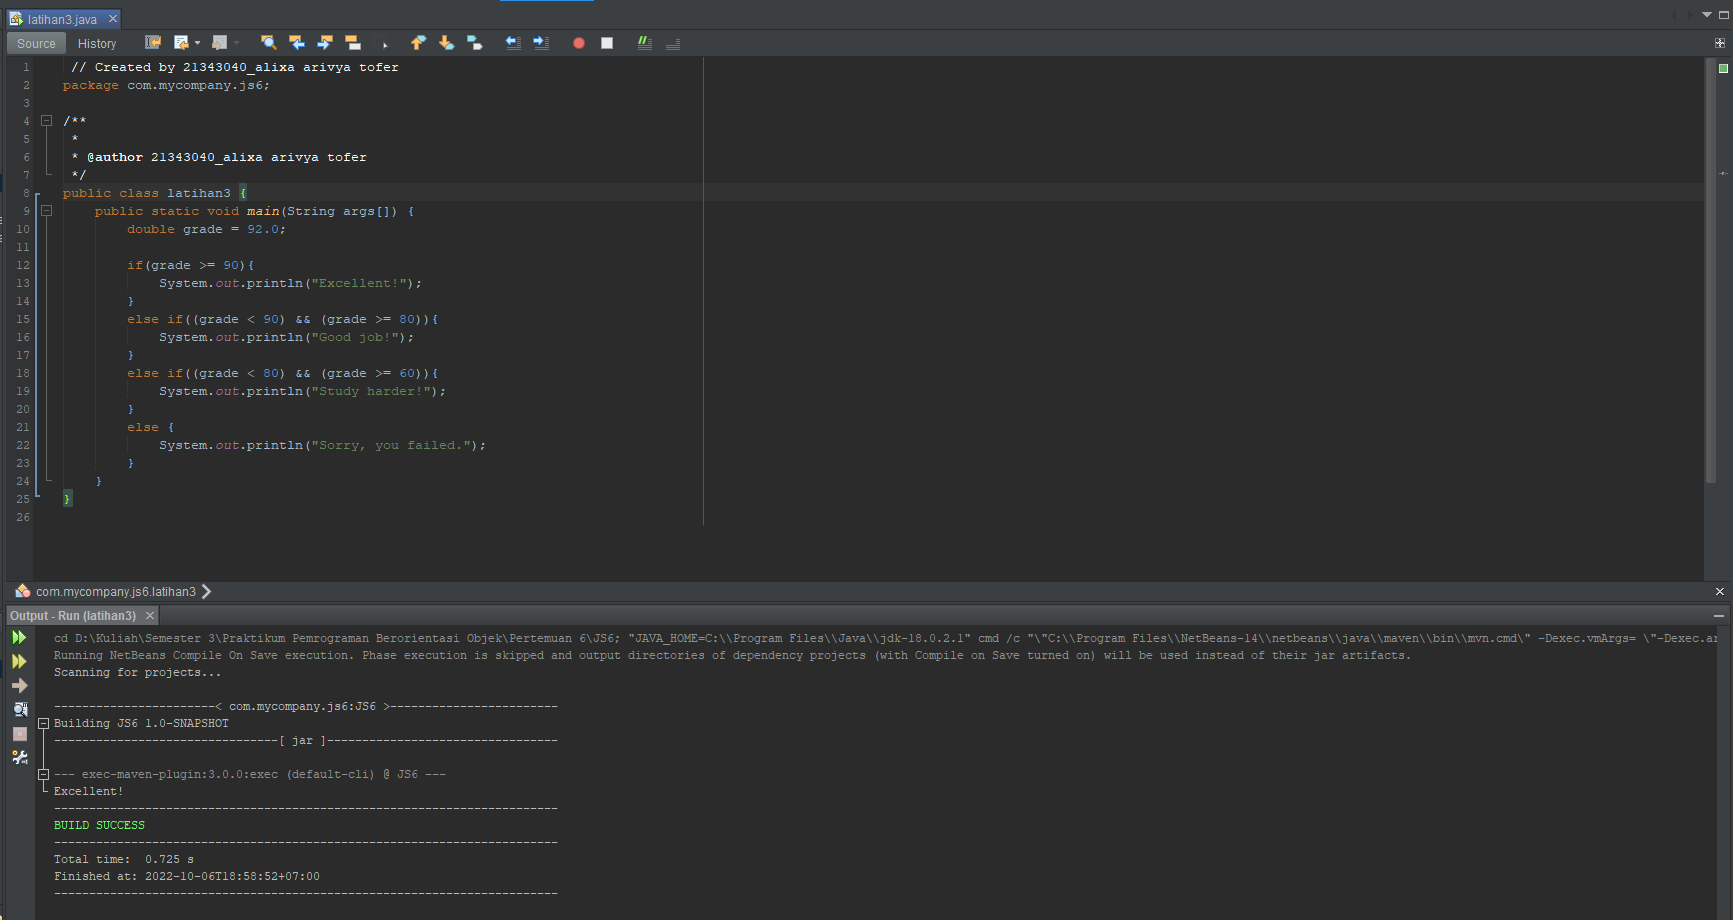 latihan3.java
Source History
1 // Created by 21343040_alixa arivya tofer
2 package com.mycompany.js6;
3
4 /**
5 *
6 * @author 21343040_alixa arivya tofer
7 */
8 public class latihan3 {
9 public static void main(String args[]) {
10 double grade = 92.0;
11
12 if(grade >= 90){
13 System.out.println("Excellent!");
14 }
15 else if((grade < 90) && (grade >= 80)){
16 System.out.println("Good job!");
17 }
18 else if((grade < 80) && (grade >= 60)){
19 System.out.println("Study harder!");
20 }
21 else {
22 System.out.println("Sorry, you failed.");
23 }
24 }
25 }
26
com.mycompany.js6.latihan3
Output - Run (latihan3)
cd D:\Kuliah\Semester 3\Praktikum Pemrograman Berorientasi Objek\Pertemuan 6\JS6; "JAVA_HOME=C:\\Program Files\\Java\\jdk-18.0.2.1" cmd /c "\"C:\\Program Files\\NetBeans-14\\netbeans\\java\\maven\\bin\\mvn.cmd\" -Dexec.vmArgs= \"-Dexec.ar
Running NetBeans Compile On Save execution. Phase execution is skipped and output directories of dependency projects (with Compile on Save turned on) will be used instead of their jar artifacts.
Scanning for projects...
-----------------------< com.mycompany.js6:JS6 >------------------------
Building JS6 1.0-SNAPSHOT
--------------------------------[ jar ]---------------------------------
--- exec-maven-plugin:3.0.0:exec (default-cli) @ JS6 ---
Excellent!
------------------------------------------------------------------------
BUILD SUCCESS
------------------------------------------------------------------------
Total time:  0.725 s
Finished at: 2022-10-06T18:58:52+07:00
------------------------------------------------------------------------